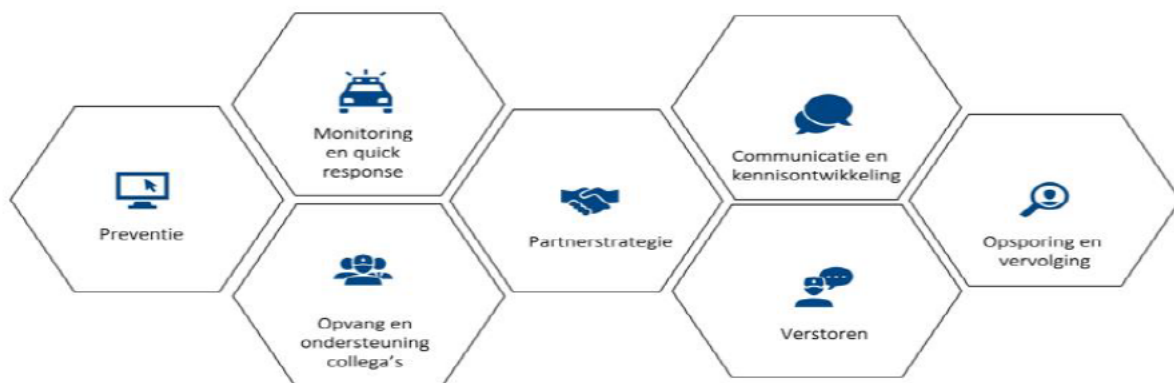 Preventie
Monitoring
en quick
response
Opvang en
ondersteuning
collega's
Partnerstrategie
Communicatie en
kennisontwikkeling
Verstoren
Opsporing en
vervolging